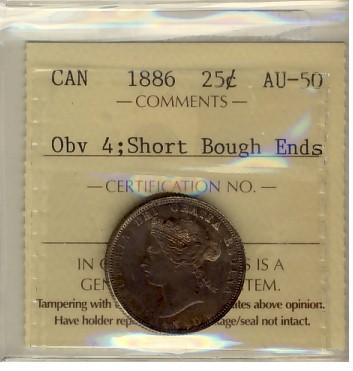 CAN 1886 25¢ AU-50
— COMMENTS —
Obv 4;Short Bough Ends
— CERTIFICATION NO. —
IN S IS A
GEN TEM.
Tampering with ates above opinion.
Have holder rep age/seal not intact.